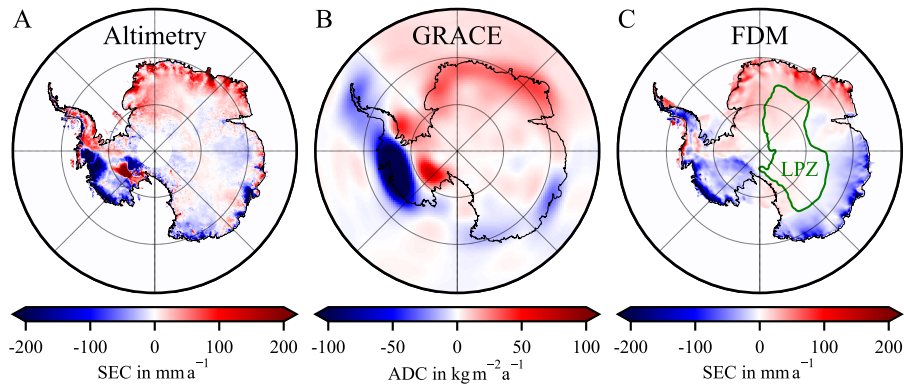 A
Altimetry
B
GRACE
C
FDM
LPZ
-200 -100 0 100 200
SEC in mm a⁻¹
-100 -50 0 50 100
ADC in kg m⁻² a⁻¹
-200 -100 0 100 200
SEC in mm a⁻¹